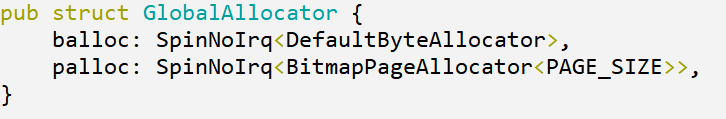 pub struct GlobalAllocator {
    balloc: SpinNoIrq<DefaultByteAllocator>,
    palloc: SpinNoIrq<BitmapPageAllocator<PAGE_SIZE>>,
}